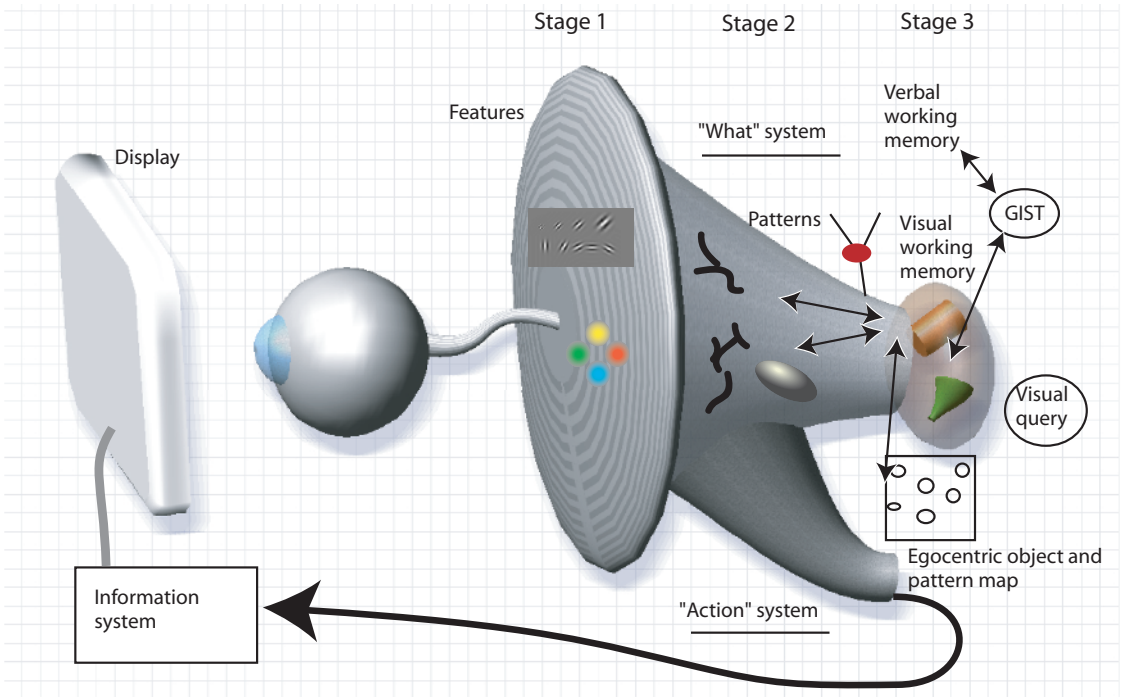 Stage 1
Stage 2
Stage 3
Features
"What" system
Verbal
working
memory
Display
GIST
Patterns
Visual
working
memory
Visual
query
Egocentric object and
pattern map
Information
system
"Action" system